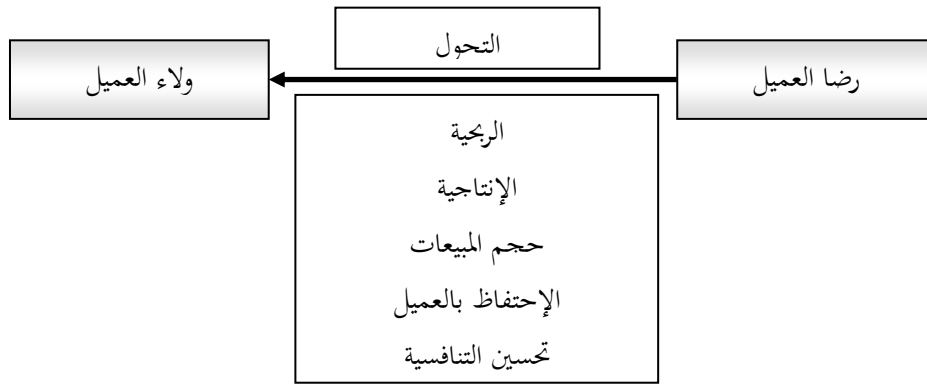 التحول
رضا العميل
ولاء العميل
الربحية
الإنتاجية
حجم المبيعات
الإحتفاظ بالعميل
تحسين التنافسية